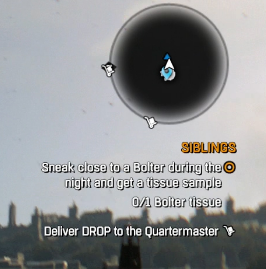 SIBLINGS
Sneak close to a Bolter during the
night and get a tissue sample
0/1 Bolter tissue
Deliver DROP to the Quartermaster